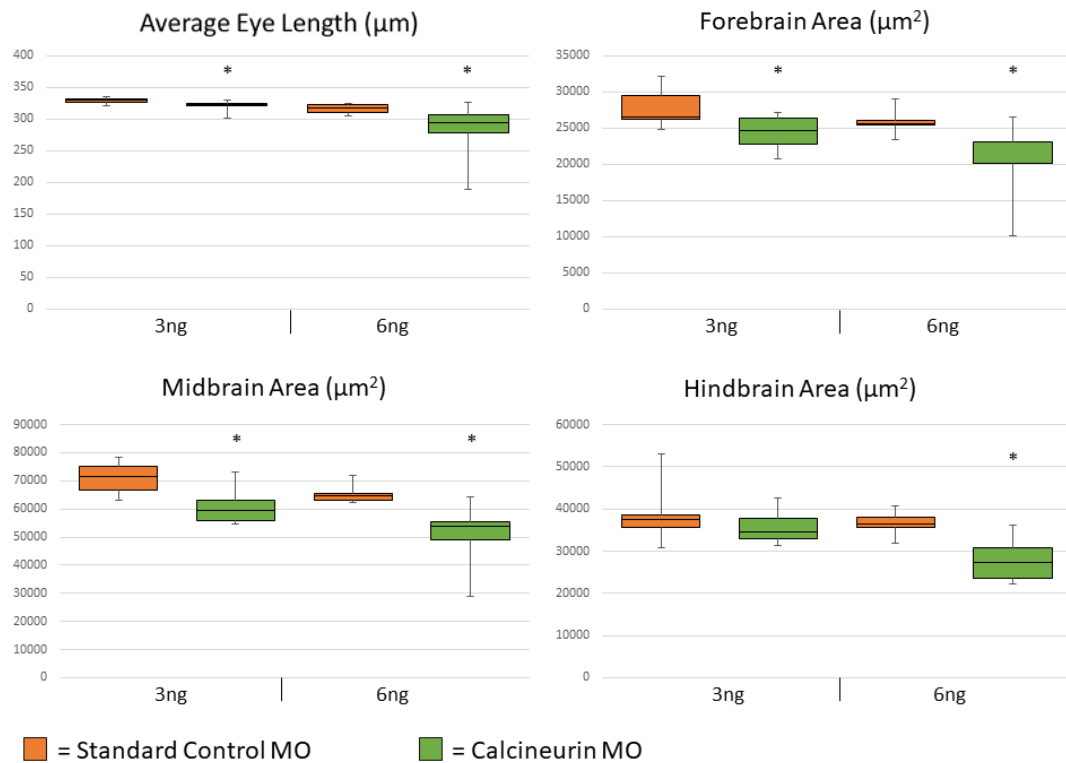 Average Eye Length (µm)
400
350
300
250
200
150
100
50
0
*
*
3ng
6ng
Forebrain Area (µm²)
35000
30000
25000
20000
15000
10000
5000
0
*
*
3ng
6ng
Midbrain Area (µm²)
90000
80000
70000
60000
50000
40000
30000
20000
10000
0
*
*
3ng
6ng
Hindbrain Area (µm²)
60000
50000
40000
30000
20000
10000
0
*
3ng
6ng
= Standard Control MO
= Calcineurin MO